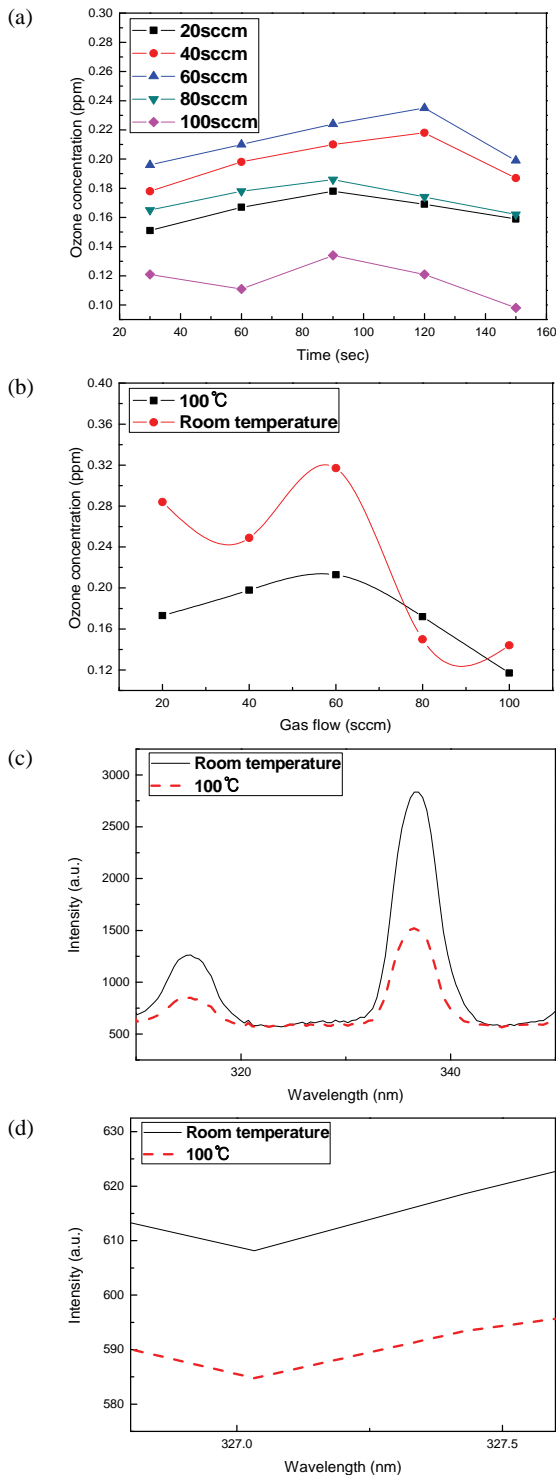 (a)
0.30
0.28
0.26
0.24
0.22
0.20
0.18
0.16
0.14
0.12
0.10
Ozone concentration (ppm)
20sccm
40sccm
60sccm
80sccm
100sccm
20 40 60 80 100 120 140 160
Time (sec)
(b)
0.40
0.36
0.32
0.28
0.24
0.20
0.16
0.12
Ozone concentration (ppm)
100℃
Room temperature
20 40 60 80 100
Gas flow (sccm)
(c)
3000
2500
2000
1500
1000
500
Intensity (a.u.)
Room temperature
100℃
320 340
Wavelength (nm)
(d)
630
620
610
600
590
580
Intensity (a.u.)
Room temperature
100℃
327.0 327.5
Wavelength (nm)